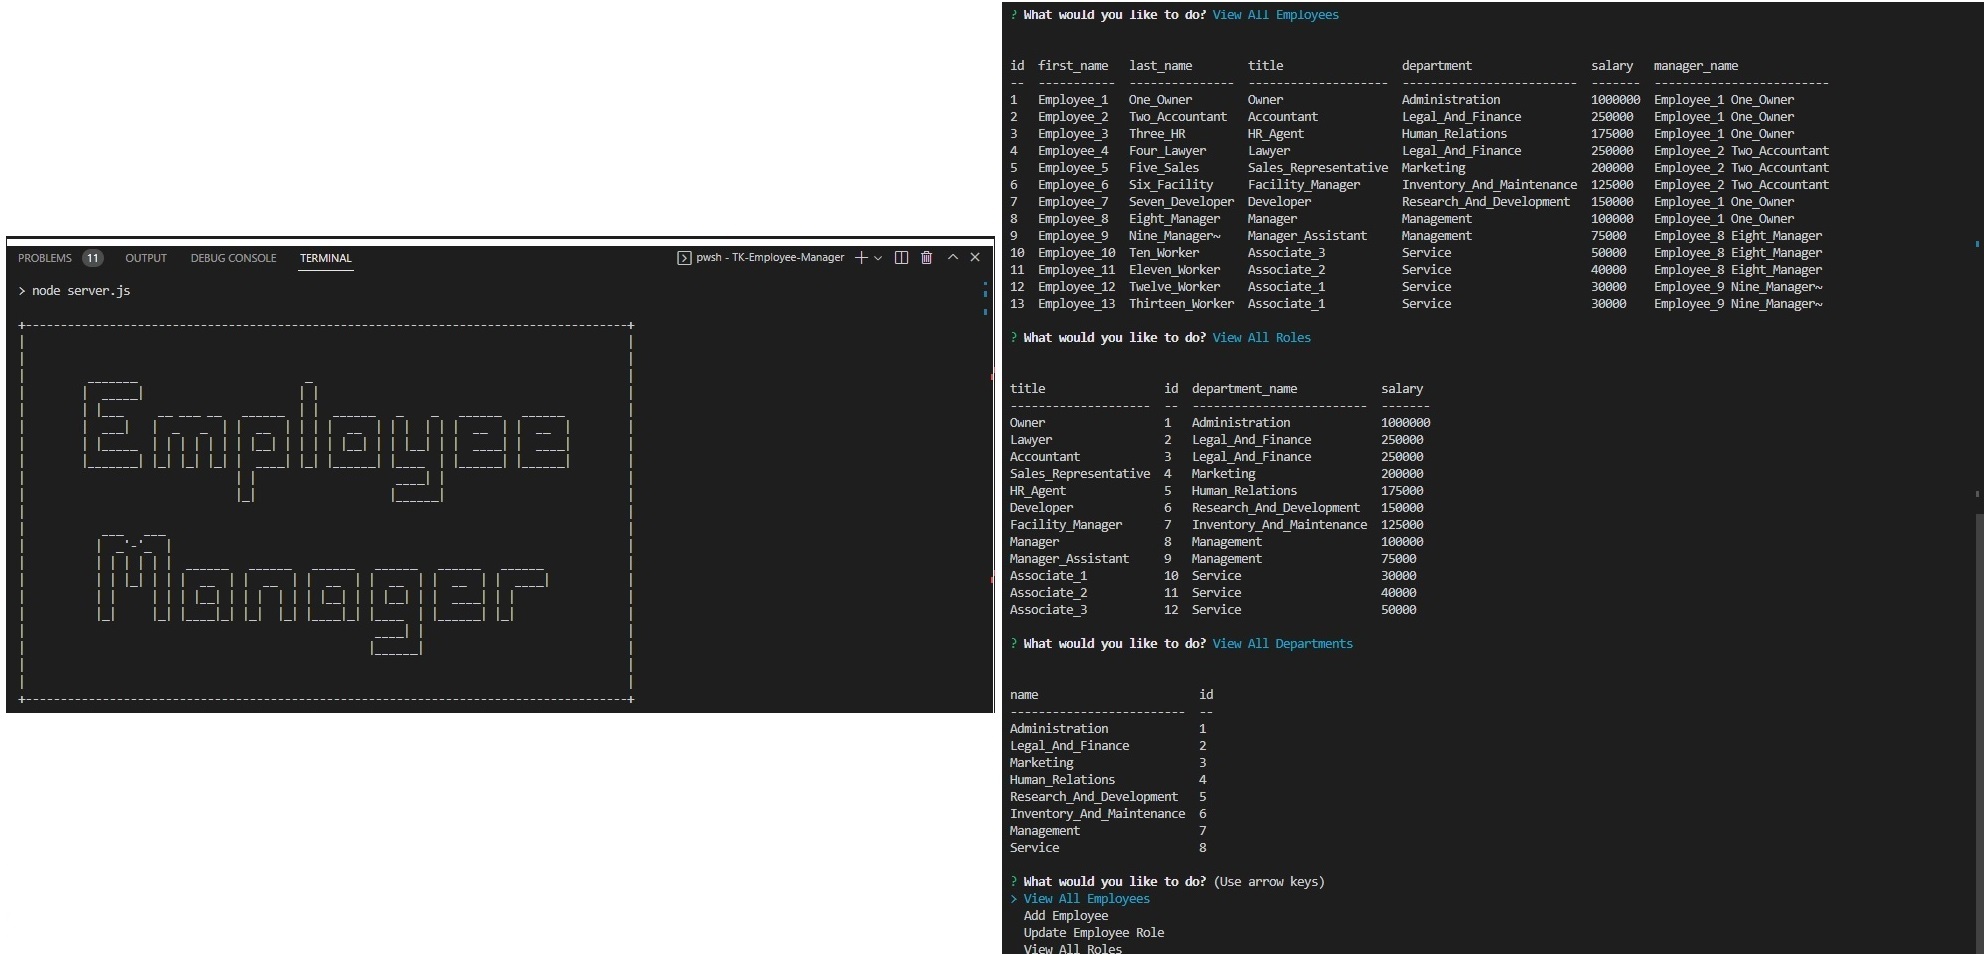 PROBLEMS 11 OUTPUT DEBUG CONSOLE TERMINAL pwsh - TK-Employee-Manager
> node server.js
Employee
Manager
? What would you like to do? View All Employees
id first_name last_name title department salary manager_name
-- ----------- --------------- -------------------- ------------------------- ------- -------------------------
1 Employee_1 One_Owner Owner Administration 1000000 Employee_1 One_Owner
2 Employee_2 Two_Accountant Accountant Legal_And_Finance 250000 Employee_1 One_Owner
3 Employee_3 Three_HR HR_Agent Human_Relations 175000 Employee_1 One_Owner
4 Employee_4 Four_Lawyer Lawyer Legal_And_Finance 250000 Employee_2 Two_Accountant
5 Employee_5 Five_Sales Sales_Representative Marketing 200000 Employee_2 Two_Accountant
6 Employee_6 Six_Facility Facility_Manager Inventory_And_Maintenance 125000 Employee_2 Two_Accountant
7 Employee_7 Seven_Developer Developer Research_And_Development 150000 Employee_1 One_Owner
8 Employee_8 Eight_Manager Manager Management 100000 Employee_1 One_Owner
9 Employee_9 Nine_Manager~ Manager_Assistant Management 75000 Employee_8 Eight_Manager
10 Employee_10 Ten_Worker Associate_3 Service 50000 Employee_8 Eight_Manager
11 Employee_11 Eleven_Worker Associate_2 Service 40000 Employee_8 Eight_Manager
12 Employee_12 Twelve_Worker Associate_1 Service 30000 Employee_9 Nine_Manager~
13 Employee_13 Thirteen_Worker Associate_1 Service 30000 Employee_9 Nine_Manager~
? What would you like to do? View All Roles
title id department_name salary
-------------------- -- ------------------------- -------
Owner 1 Administration 1000000
Lawyer 2 Legal_And_Finance 250000
Accountant 3 Legal_And_Finance 250000
Sales_Representative 4 Marketing 200000
HR_Agent 5 Human_Relations 175000
Developer 6 Research_And_Development 150000
Facility_Manager 7 Inventory_And_Maintenance 125000
Manager 8 Management 100000
Manager_Assistant 9 Management 75000
Associate_1 10 Service 30000
Associate_2 11 Service 40000
Associate_3 12 Service 50000
? What would you like to do? View All Departments
name id
------------------------- --
Administration 1
Legal_And_Finance 2
Marketing 3
Human_Relations 4
Research_And_Development 5
Inventory_And_Maintenance 6
Management 7
Service 8
? What would you like to do? (Use arrow keys)
> View All Employees
Add Employee
Update Employee Role
View All Roles